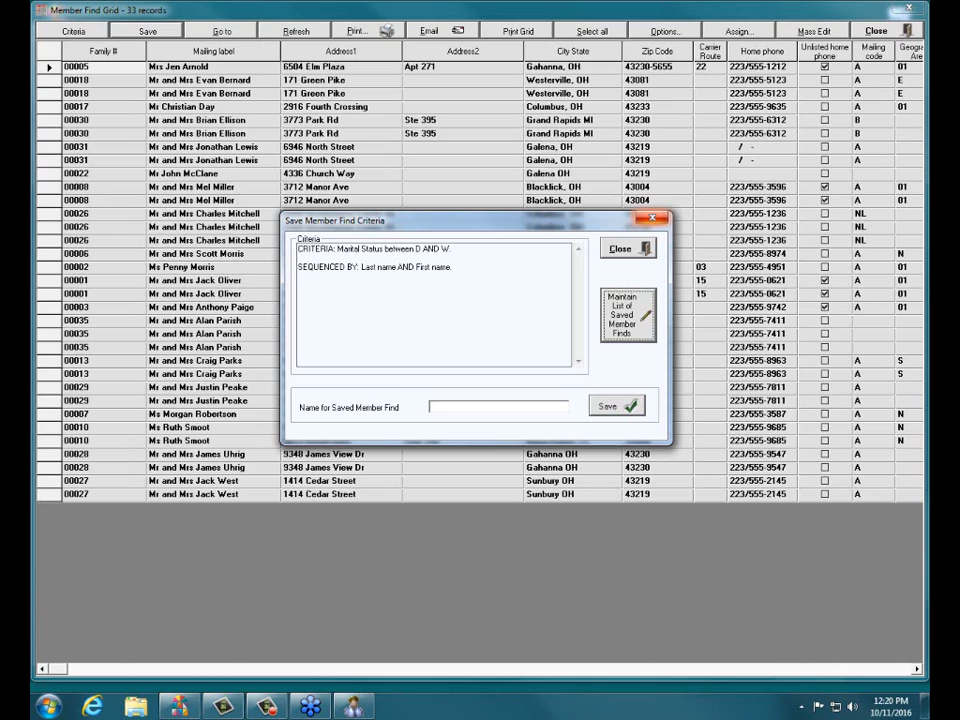 Member Find Grid - 33 records
Criteria Save Go to Refresh Print... Email Print Grid Select all Options... Assign... Mass Edit Close
Family # Mailing label Address1 Address2 City State Zip Code Carrier Route Home phone Unlisted home phone Mailing code Geogra Area
00005 Mrs Jen Arnold 6504 Elm Plaza Apt 271 Gahanna, OH 43230-5655 22 223/555-1212 A 01
00018 Mr and Mrs Evan Bernard 171 Green Pike Westerville, OH 43081 223/555-5123 A E
00018 Mr and Mrs Evan Bernard 171 Green Pike Westerville, OH 43081 223/555-5123 A E
00017 Mr Christian Day 2916 Fourth Crossing Columbus, OH 43233 223/555-9635 A 01
00030 Mr and Mrs Brian Ellison 3773 Park Rd Ste 395 Grand Rapids MI 43230 223/555-6312 B
00030 Mr and Mrs Brian Ellison 3773 Park Rd Ste 395 Grand Rapids MI 43230 223/555-6312 B
00031 Mr and Mrs Jonathan Lewis 6946 North Street Galena, OH 43219 / - A
00031 Mr and Mrs Jonathan Lewis 6946 North Street Galena, OH 43219 / - A
00022 Mr John McClane 4336 Church Way Galena OH 43219 A
00008 Mr and Mrs Mel Miller 3712 Manor Ave Blacklick, OH 43004 223/555-3596 A 01
00008 Mr and Mrs Mel Miller 3712 Manor Ave Blacklick, OH 43004 223/555-3596 A 01
00026 Mr and Mrs Charles Mitchell 223/555-1236 NL
00026 Mr and Mrs Charles Mitchell 223/555-1236 NL
00026 Mr and Mrs Charles Mitchell 223/555-1236 NL
00006 Mr and Mrs Scott Morris 223/555-8974 A N
00002 Ms Penny Morris 03 223/555-4951 A 01
00001 Mr and Mrs Jack Oliver 15 223/555-0621 A 01
00001 Mr and Mrs Jack Oliver 15 223/555-0621 A 01
00003 Mr and Mrs Anthony Paige 223/555-9742 A 01
00035 Mr and Mrs Alan Parish 223/555-7411
00035 Mr and Mrs Alan Parish 223/555-7411
00035 Mr and Mrs Alan Parish 223/555-7411
00013 Mr and Mrs Craig Parks 223/555-8963 A S
00013 Mr and Mrs Craig Parks 223/555-8963 A S
00029 Mr and Mrs Justin Peake 223/555-7811 A
00029 Mr and Mrs Justin Peake 223/555-7811 A
00007 Ms Morgan Robertson 223/555-3587 A N
00010 Ms Ruth Smoot 223/555-9685 A N
00010 Ms Ruth Smoot 223/555-9685 A N
00028 Mr and Mrs James Uhrig 9348 James View Dr Gahanna OH 43230 223/555-9547 A
00028 Mr and Mrs James Uhrig 9348 James View Dr Gahanna OH 43230 223/555-9547 A
00027 Mr and Mrs Jack West 1414 Cedar Street Sunbury OH 43219 223/555-2145 A
00027 Mr and Mrs Jack West 1414 Cedar Street Sunbury OH 43219 223/555-2145 A
Save Member Find Criteria
Criteria
CRITERIA: Marital Status between D AND W.
SEQUENCED BY: Last name AND First name.
Close
Maintain
List of
Saved
Member
Finds
Name for Saved Member Find
Save
12:20 PM
10/11/2016